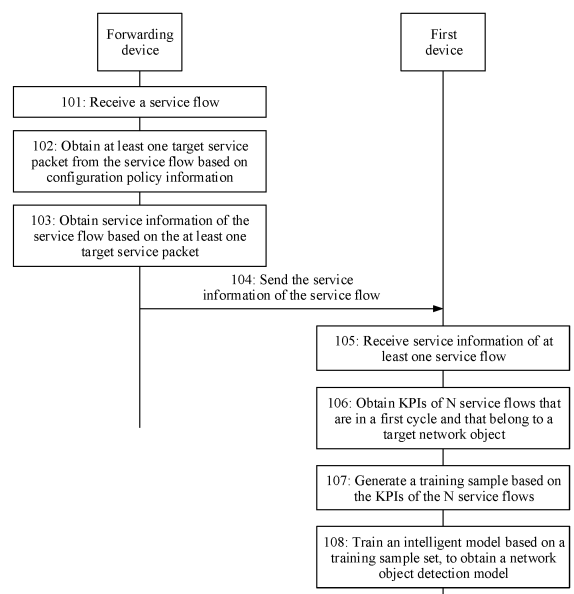 Forwarding
device
First
device
101: Receive a service flow
102: Obtain at least one target service
packet from the service flow based on
configuration policy information
103: Obtain service information of the
service flow based on the at least one
target service packet
104: Send the service
information of the service flow
105: Receive service information of at
least one service flow
106: Obtain KPIs of N service flows that
are in a first cycle and that belong to a
target network object
107: Generate a training sample based on
the KPIs of the N service flows
108: Train an intelligent model based on a
training sample set, to obtain a network
object detection model